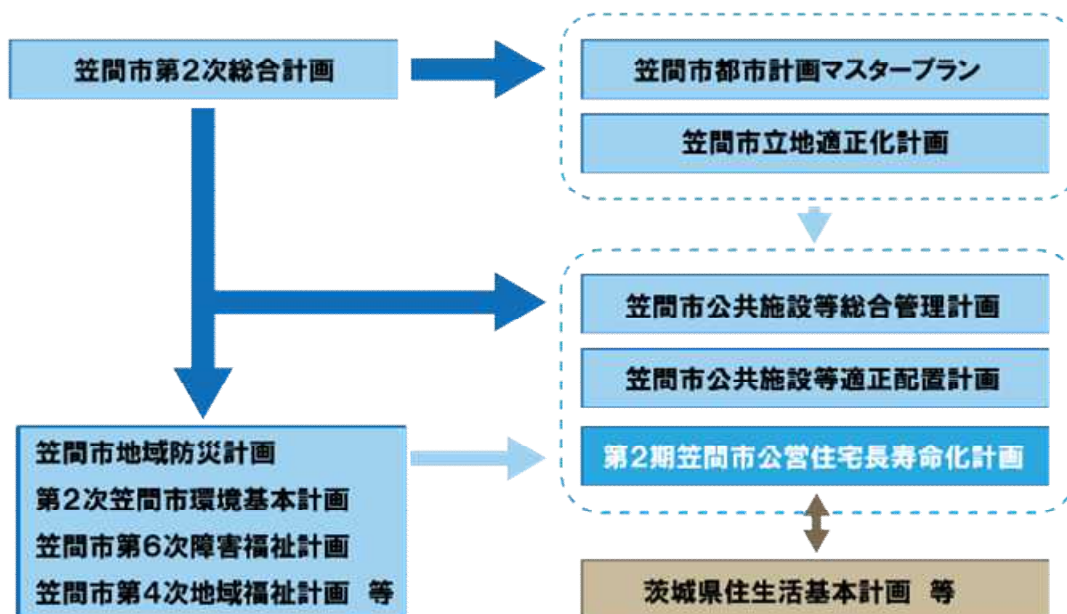 笠間市第2次総合計画
笠間市都市計画マスタープラン
笠間市立地適正化計画
笠間市公共施設等総合管理計画
笠間市公共施設等適正配置計画
第2期笠間市公営住宅長寿命化計画
笠間市地域防災計画
第2次笠間市環境基本計画
笠間市第6次障害福祉計画
笠間市第4次地域福祉計画 等
茨城県住生活基本計画 等